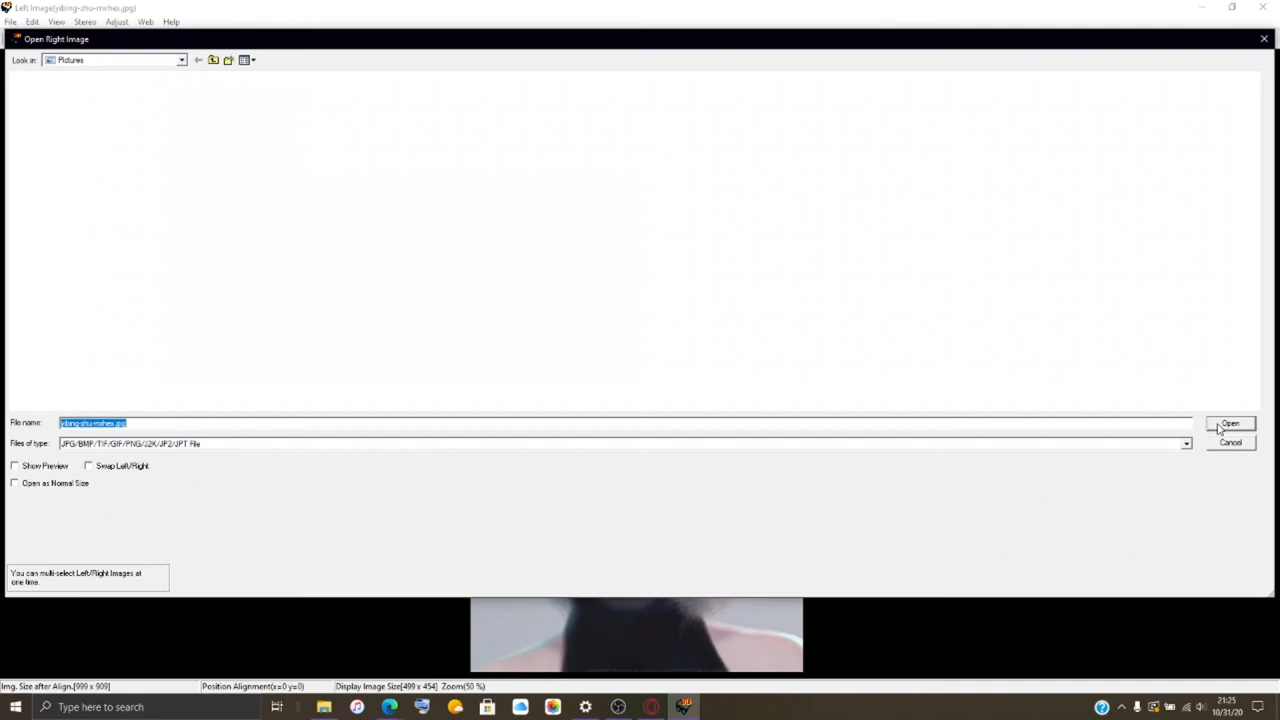 Left Image(yibing-zhu-mxhex.jpg)
File Edit View Stereo Adjust Web Help
Open Right Image
Look in: Pictures
File name: yibing-zhu-mxhex.jpg Open
Files of type: JPG/BMP/TIF/GIF/PNG/J2K/JP2/JPT File Cancel
Show Preview Swap Left/Right
Open as Normal Size
You can multi-select Left/Right Images at
one time.
Img. Size after Align.[999 x 909] Position Alignment(x=0 y=0) Display Image Size[499 x 454] Zoom(50 %)
Type here to search
21:25
10/31/20